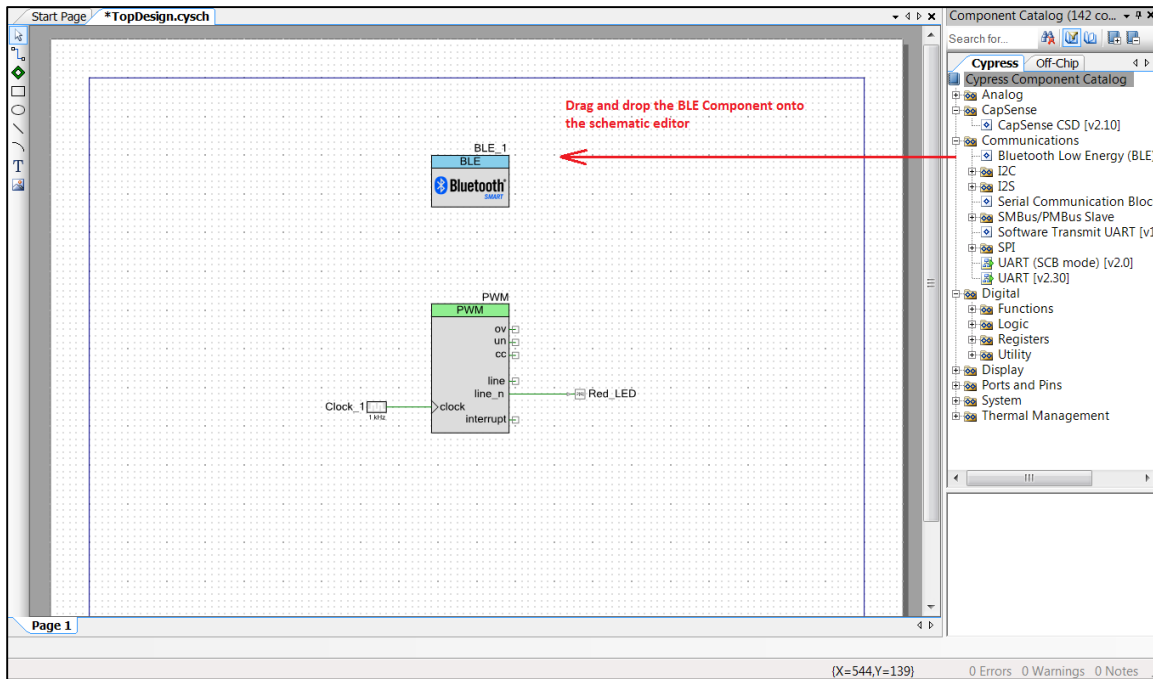 Start Page
*TopDesign.cysch
Component Catalog (142 co...
Search for...
Cypress
Off-Chip
Cypress Component Catalog
Analog
CapSense
CapSense CSD [v2.10]
Communications
Bluetooth Low Energy (BLE)
I2C
I2S
Serial Communication Bloc
SMBus/PMBus Slave
Software Transmit UART [v1
SPI
UART (SCB mode) [v2.0]
UART [v2.30]
Digital
Functions
Logic
Registers
Utility
Display
Ports and Pins
System
Thermal Management
Drag and drop the BLE Component onto
the schematic editor
BLE_1
BLE
Bluetooa®
SMART
PWM
PWM
ov
un
cc
line
line_n
Red_LED
Clock_1
1 kHz
clock
interrupt
Page 1
{X=544,Y=139}
0 Errors 0 Warnings 0 Notes